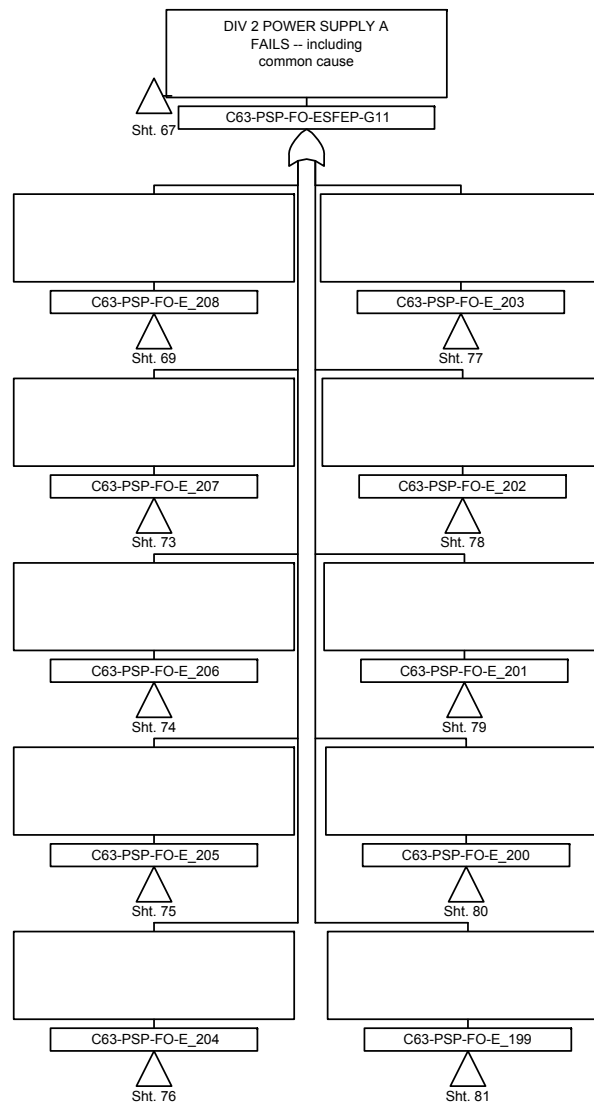 DIV 2 POWER SUPPLY A
FAILS -- including
common cause
Sht. 67
C63-PSP-FO-ESFEP-G11
C63-PSP-FO-E_208
Sht. 69
C63-PSP-FO-E_203
Sht. 77
C63-PSP-FO-E_207
Sht. 73
C63-PSP-FO-E_202
Sht. 78
C63-PSP-FO-E_206
Sht. 74
C63-PSP-FO-E_201
Sht. 79
C63-PSP-FO-E_205
Sht. 75
C63-PSP-FO-E_200
Sht. 80
C63-PSP-FO-E_204
Sht. 76
C63-PSP-FO-E_199
Sht. 81